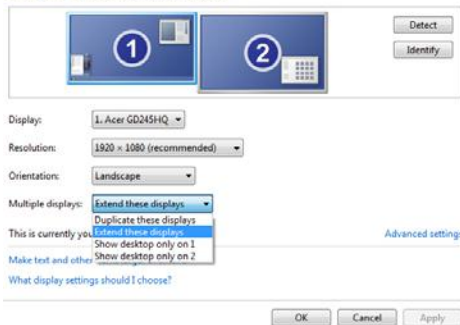 1
2
Detect
Identify
Display: 1. Acer GD245HQ
Resolution: 1920 × 1080 (recommended)
Orientation: Landscape
Multiple displays: Extend these displays
Duplicate these displays
Extend these displays
Show desktop only on 1
Show desktop only on 2
This is currently
Advanced settings
Make text and other
What display settings should I choose?
OK Cancel Apply